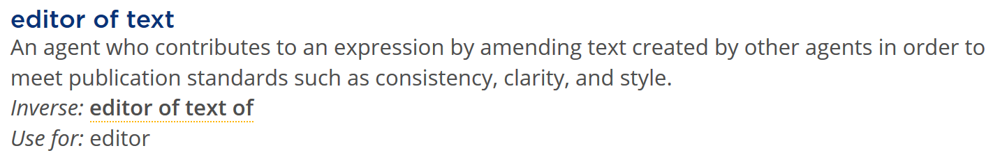 editor of text
An agent who contributes to an expression by amending text created by other agents in order to
meet publication standards such as consistency, clarity, and style.
Inverse: editor of text of
Use for: editor